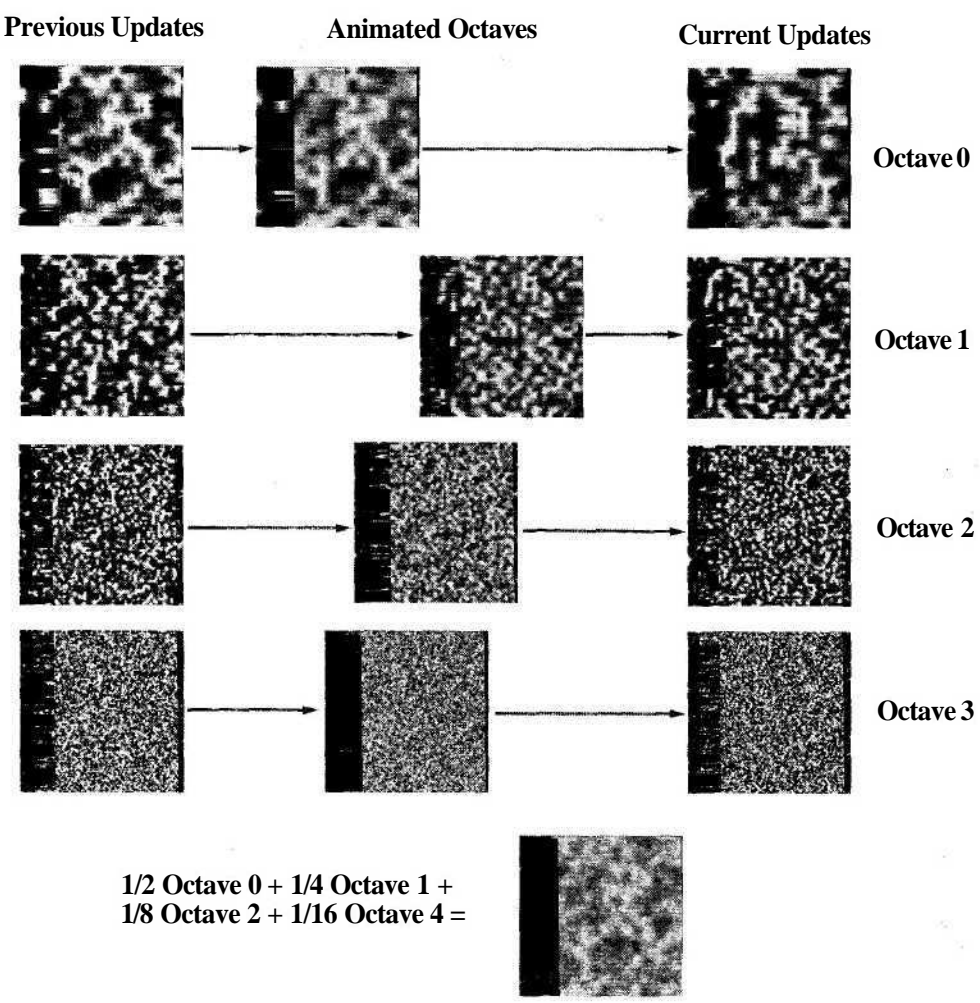 Previous Updates
Animated Octaves
Current Updates
Octave 0
Octave 1
Octave 2
Octave 3
1/2 Octave 0 + 1/4 Octave 1 +
1/8 Octave 2 + 1/16 Octave 4 =